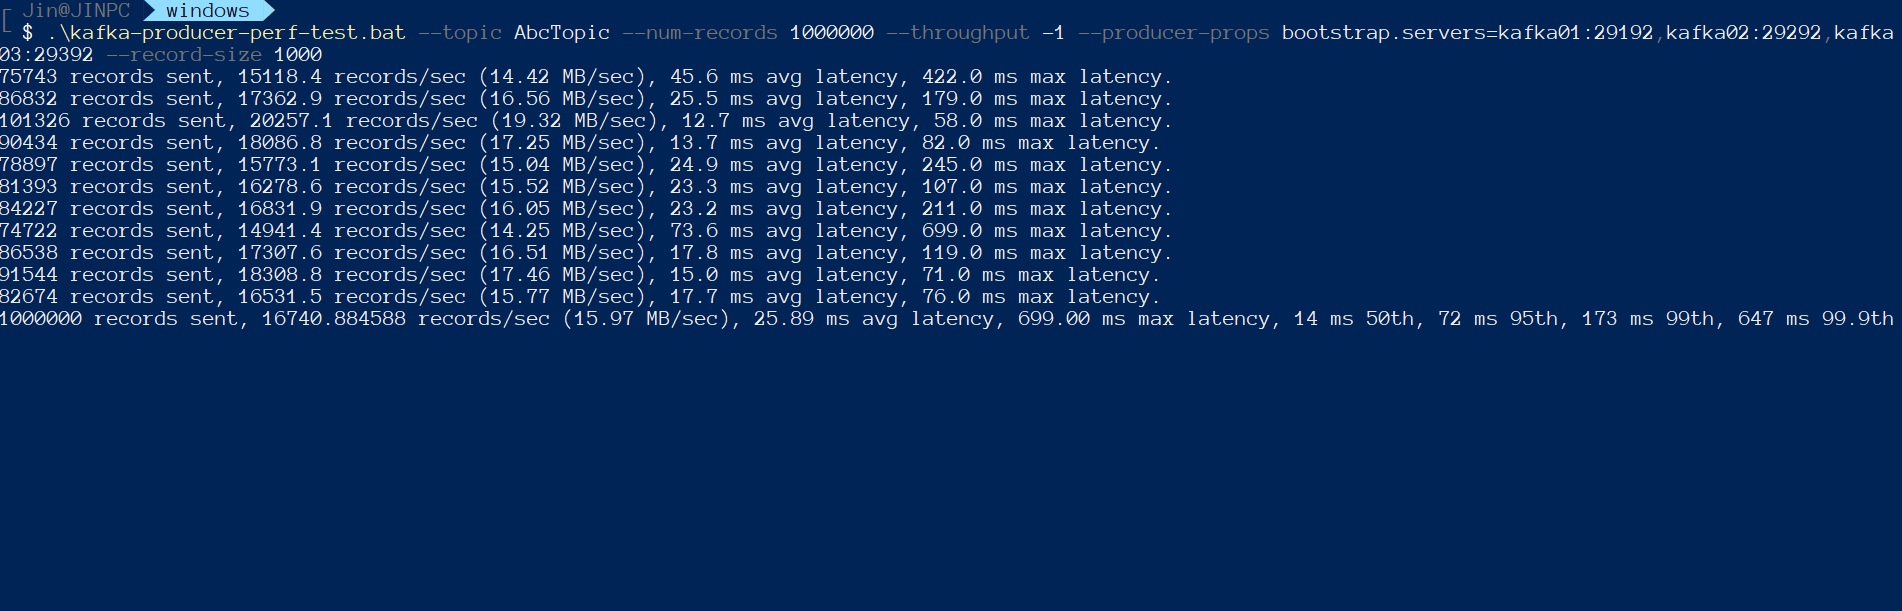 Jin@JINPC windows
$ .\kafka-producer-perf-test.bat --topic AbcTopic --num-records 1000000 --throughput -1 --producer-props bootstrap.servers=kafka01:29192,kafka02:29292,kafka
03:29392 --record-size 1000
75743 records sent, 15118.4 records/sec (14.42 MB/sec), 45.6 ms avg latency, 422.0 ms max latency.
86832 records sent, 17362.9 records/sec (16.56 MB/sec), 25.5 ms avg latency, 179.0 ms max latency.
101326 records sent, 20257.1 records/sec (19.32 MB/sec), 12.7 ms avg latency, 58.0 ms max latency.
90434 records sent, 18086.8 records/sec (17.25 MB/sec), 13.7 ms avg latency, 82.0 ms max latency.
78897 records sent, 15773.1 records/sec (15.04 MB/sec), 24.9 ms avg latency, 245.0 ms max latency.
81393 records sent, 16278.6 records/sec (15.52 MB/sec), 23.3 ms avg latency, 107.0 ms max latency.
84227 records sent, 16831.9 records/sec (16.05 MB/sec), 23.2 ms avg latency, 211.0 ms max latency.
74722 records sent, 14941.4 records/sec (14.25 MB/sec), 73.6 ms avg latency, 699.0 ms max latency.
86538 records sent, 17307.6 records/sec (16.51 MB/sec), 17.8 ms avg latency, 119.0 ms max latency.
91544 records sent, 18308.8 records/sec (17.46 MB/sec), 15.0 ms avg latency, 71.0 ms max latency.
82674 records sent, 16531.5 records/sec (15.77 MB/sec), 17.7 ms avg latency, 76.0 ms max latency.
1000000 records sent, 16740.884588 records/sec (15.97 MB/sec), 25.89 ms avg latency, 699.00 ms max latency, 14 ms 50th, 72 ms 95th, 173 ms 99th, 647 ms 99.9th